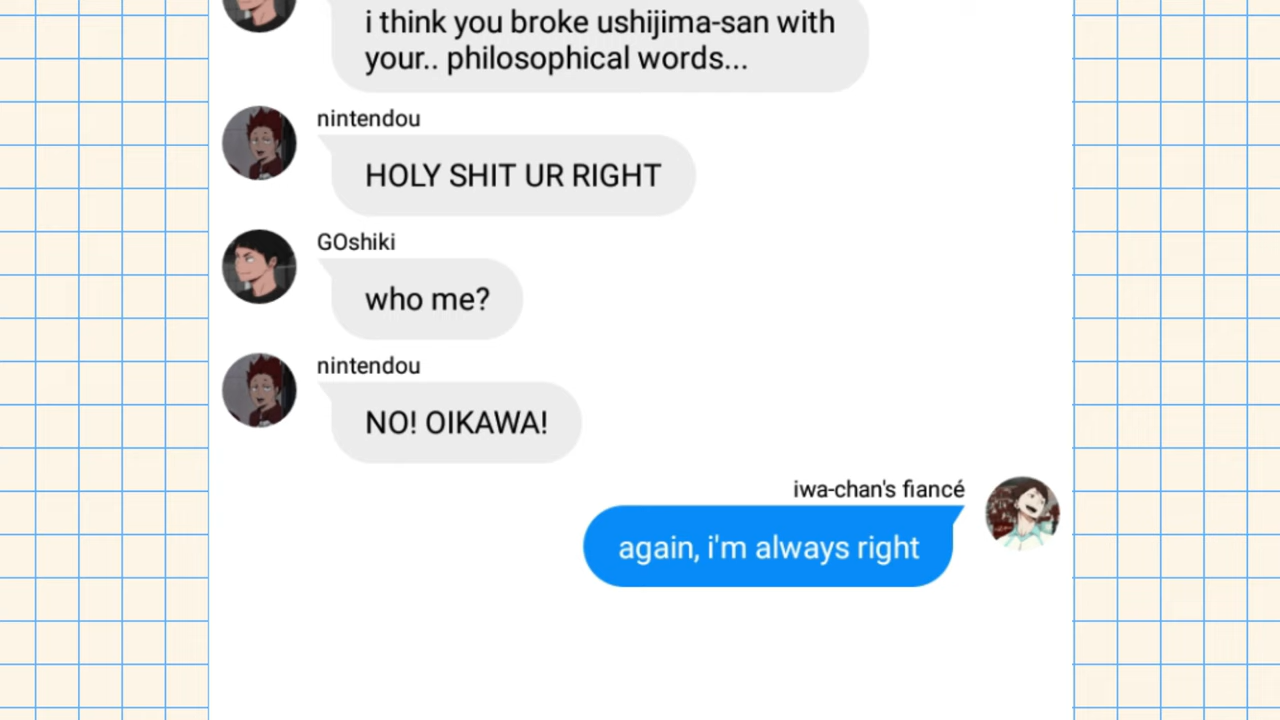 i think you broke ushijima-san with
your.. philosophical words...
nintendou
HOLY SHIT UR RIGHT
GOshiki
who me?
nintendou
NO! OIKAWA!
iwa-chan's fiancé
again, i'm always right